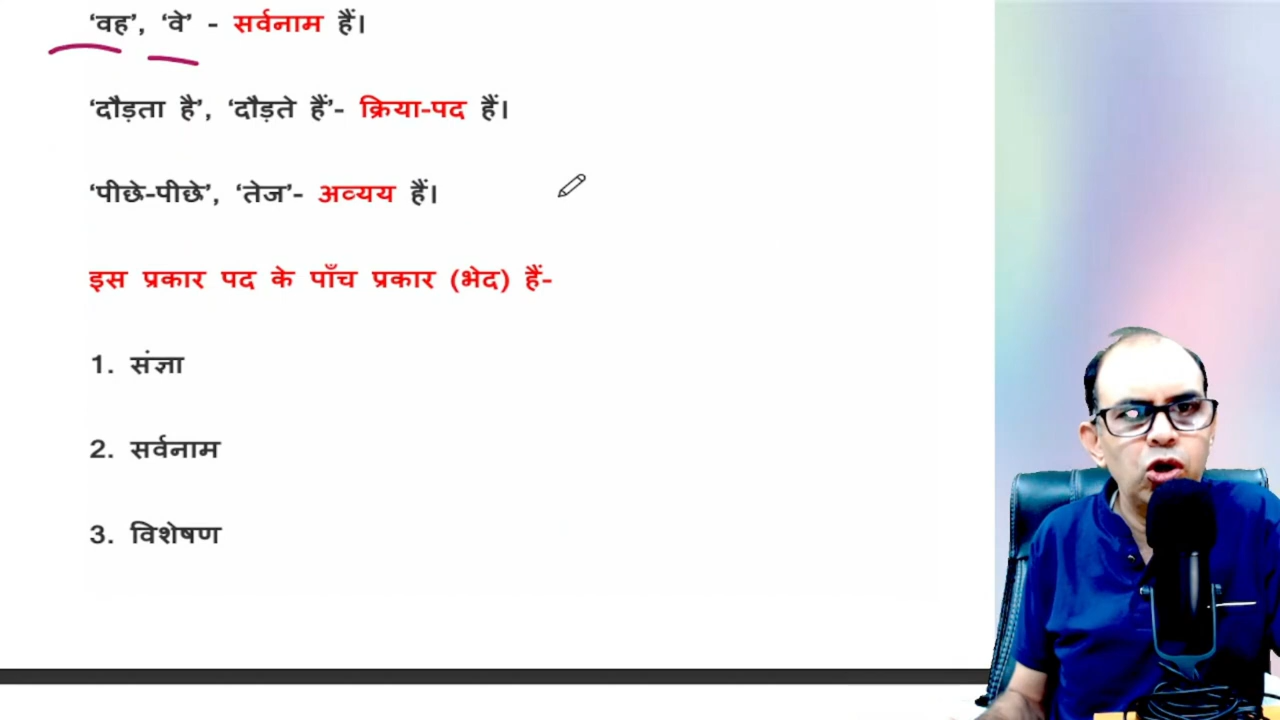 ‘वह’, ‘वे’ - सर्वनाम हैं।
‘दौड़ता है’, ‘दौड़ते हैं’- क्रिया-पद हैं।
‘पीछे-पीछे’, ‘तेज’- अव्यय हैं।
इस प्रकार पद के पाँच प्रकार (भेद) हैं-
1. संज्ञा
2. सर्वनाम
3. विशेषण